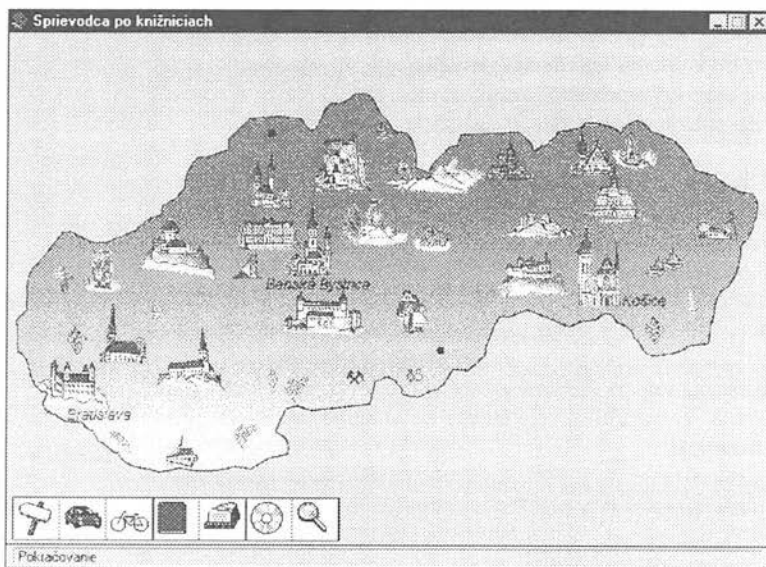 Sprievodca po knižniciach
Banská Bystrica
Košice
Bratislava
Pokračovanie